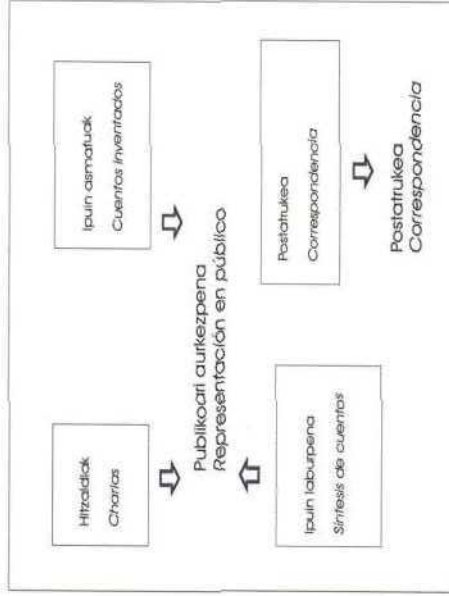 Hitzaldiak
Charlas
Ipuin asmatuak
Cuentos inventados
Publikoari aurkezpena
Representación en público
Ipuin laburpena
Síntesis de cuentos
Postatrukea
Correspondencia
Postatrukea
Correspondencia